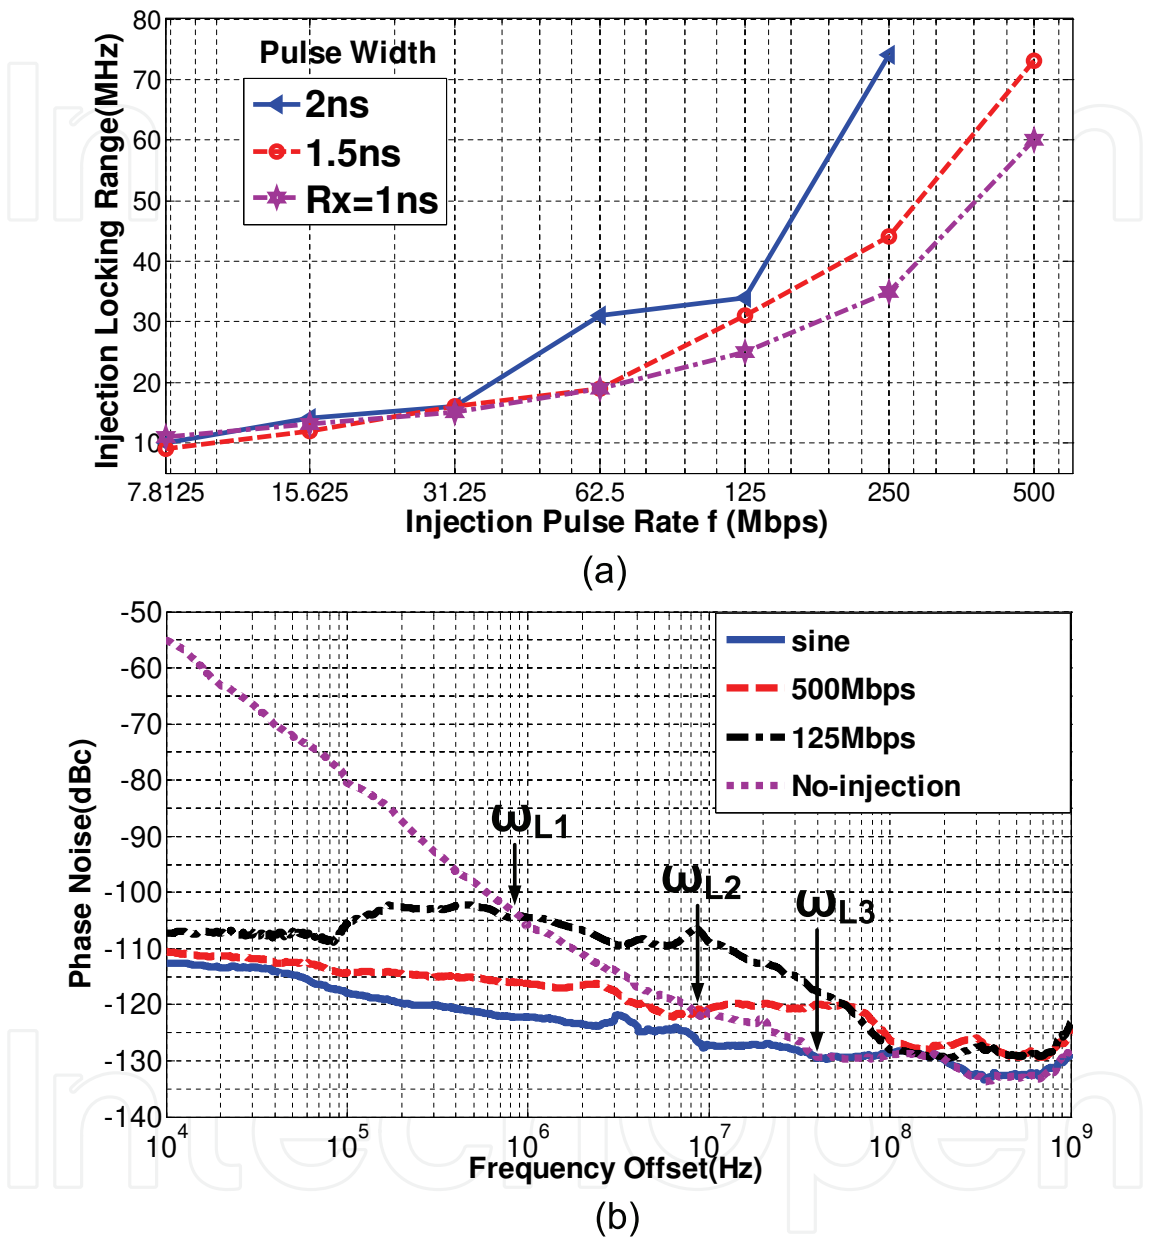 80
70
60
50
40
30
20
10
Injection Locking Range(MHz)
Pulse Width
2ns
1.5ns
Rx=1ns
7.8125 15.625 31.25 62.5 125 250 500
Injection Pulse Rate f (Mbps)
(a)
-50
-60
-70
-80
-90
-100
-110
-120
-130
-140
Phase Noise(dBc)
sine
500Mbps
125Mbps
No-injection
ωL1
ωL2
ωL3
10^4 10^5 10^6 10^7 10^8 10^9
Frequency Offset(Hz)
(b)
IntechOpen
IntechOpen